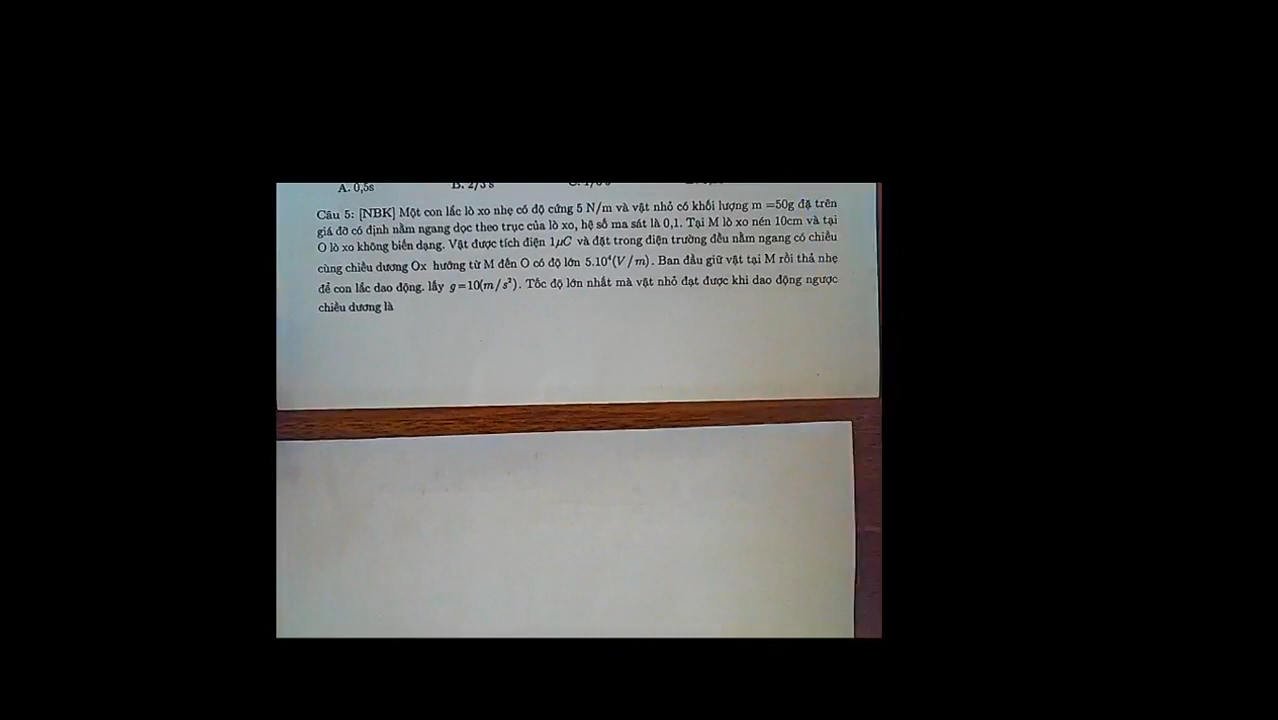 A. 0,5s B. 2/3 s
Câu 5: [NBK] Một con lắc lò xo nhẹ có độ cứng 5 N/m và vật nhỏ có khối lượng m =50g đặ trên
giá đỡ có định nằm ngang dọc theo trục của lò xo, hệ số ma sát là 0,1. Tại M lò xo nén 10cm và tại
O lò xo không biến dạng. Vật được tích điện 1μC và đặt trong điện trường đều nằm ngang có chiều
cùng chiều dương Ox hướng từ M đến O có độ lớn 5.10⁴(V/m). Ban đầu giữ vật tại M rồi thả nhẹ
để con lắc dao động. lấy g=10(m/s²). Tốc độ lớn nhất mà vật nhỏ đạt được khi dao động ngược
chiều dương là